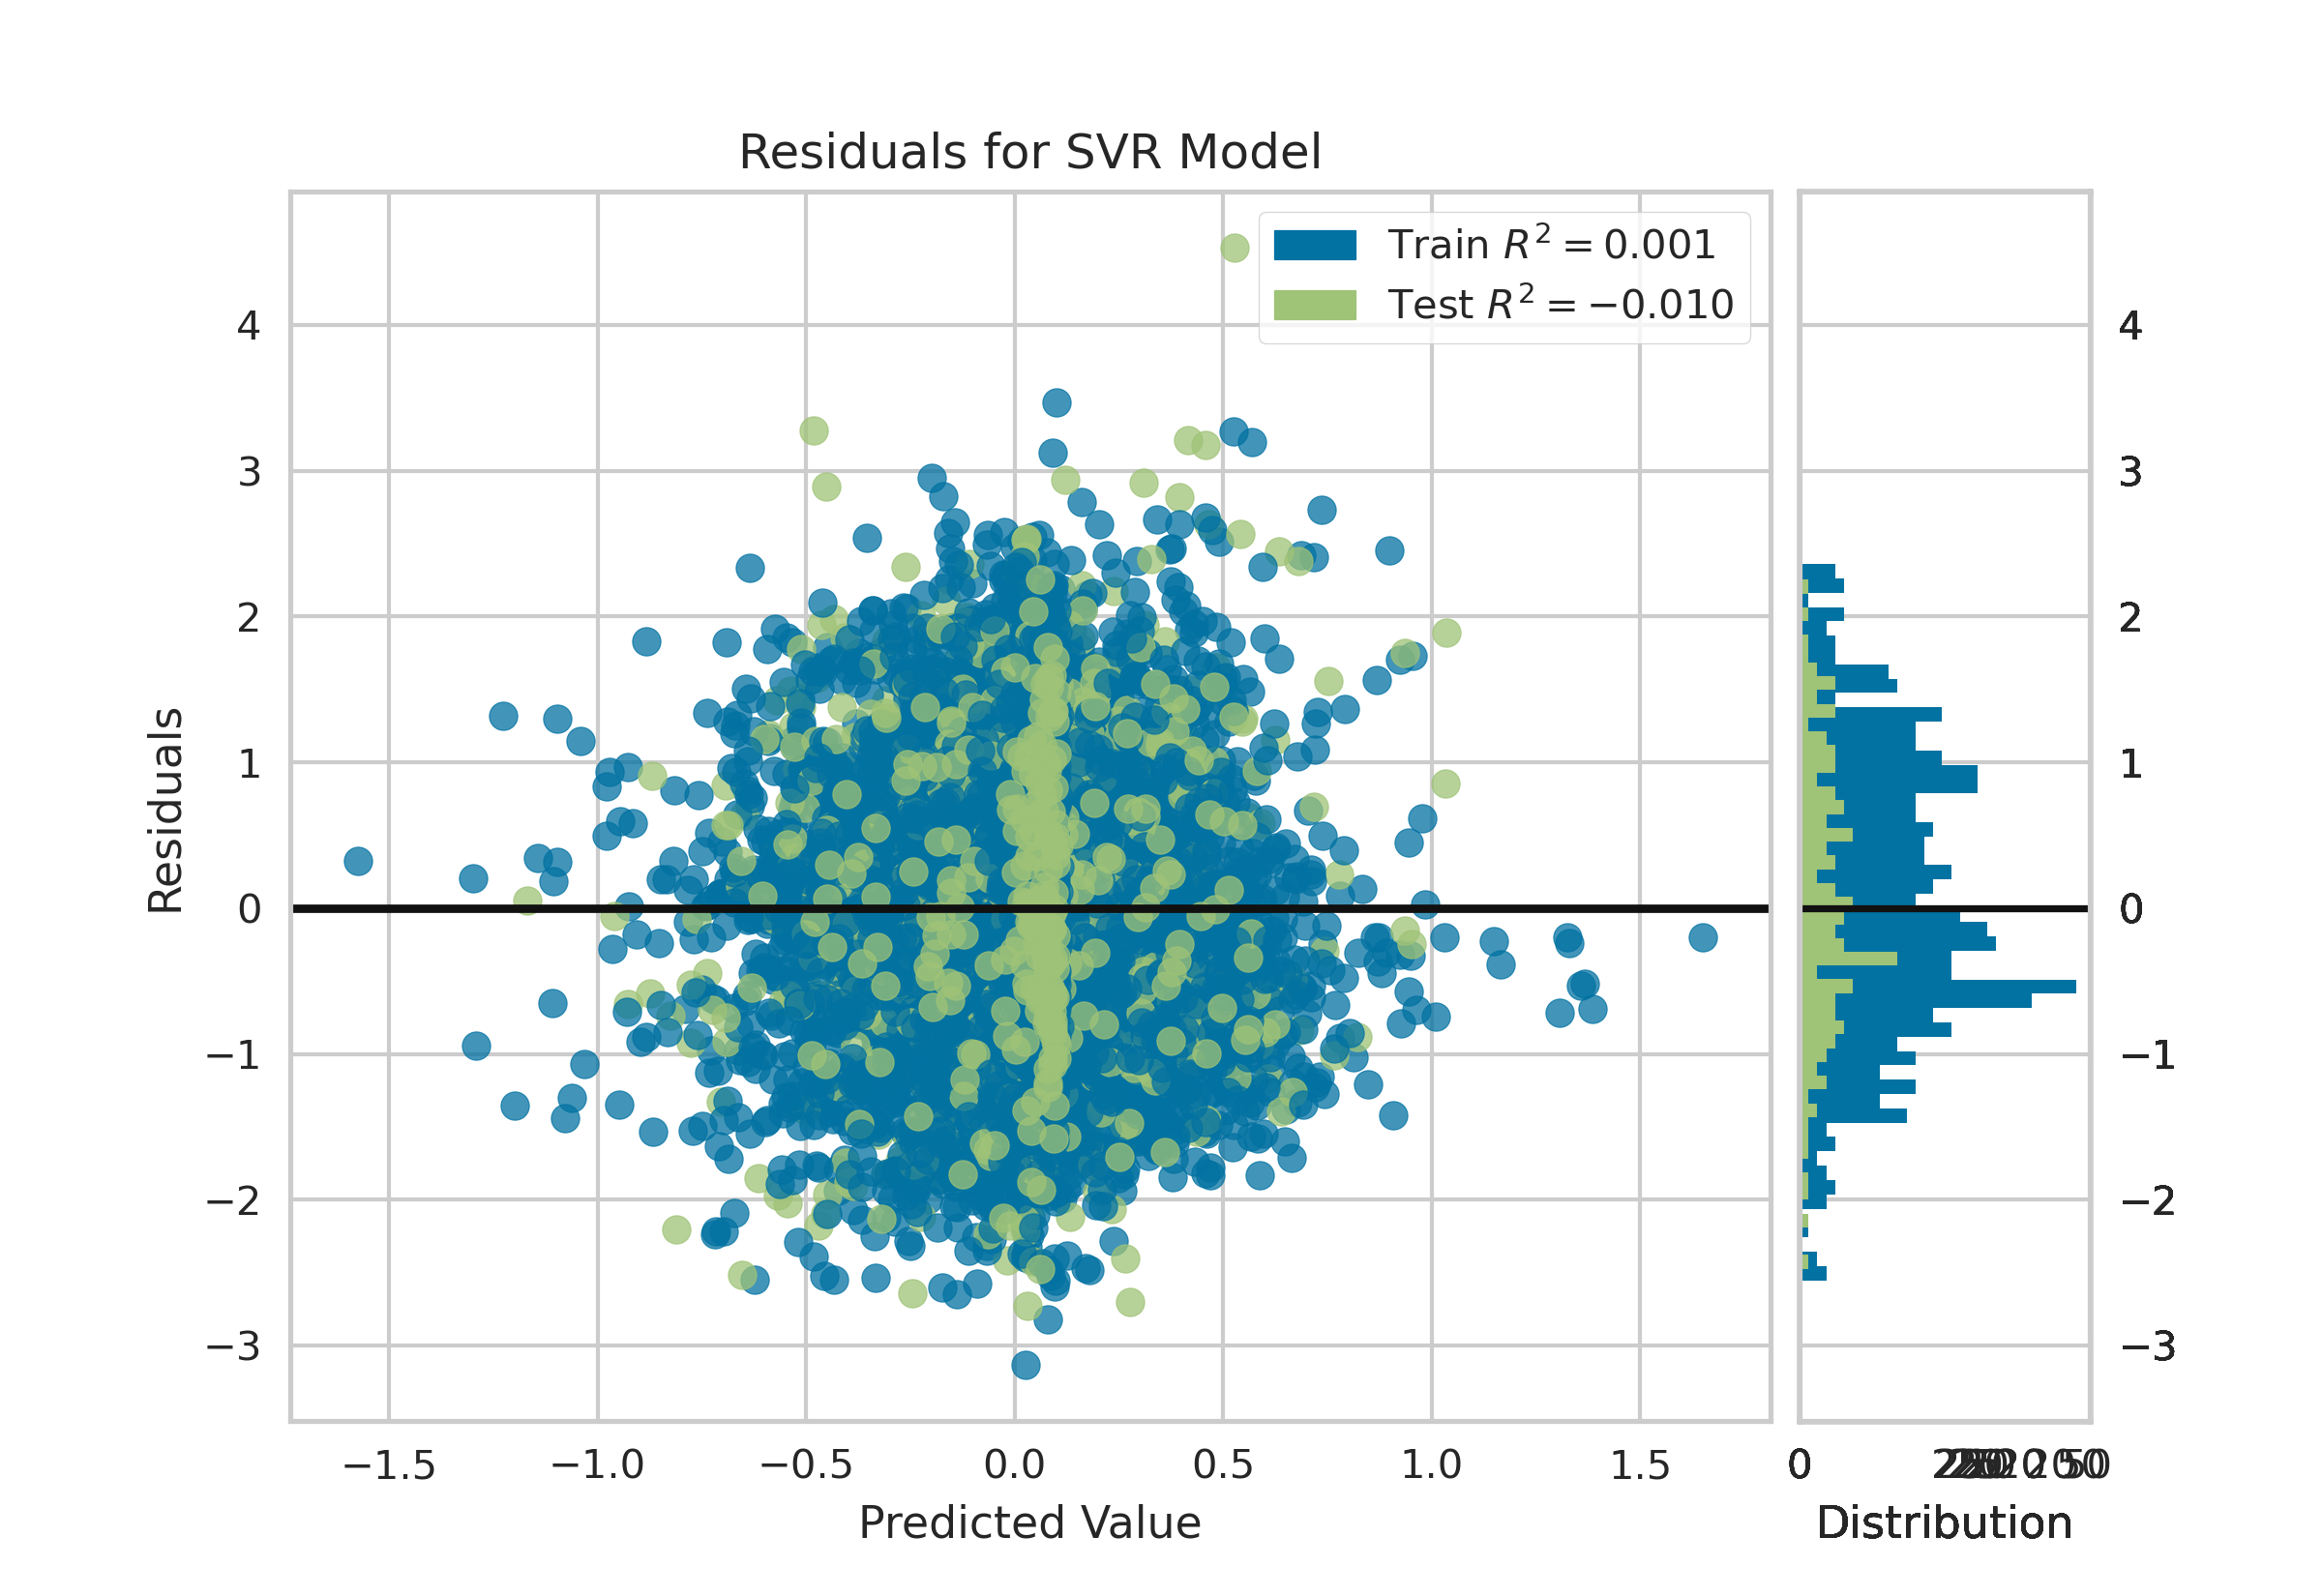 Residuals for SVR Model
Train R² = 0.001
Test R² = −0.010
Residuals
4
3
2
1
0
−1
−2
−3
4
3
2
1
0
−1
−2
−3
−1.5 −1.0 −0.5 0.0 0.5 1.0 1.5
0
Predicted Value
Distribution